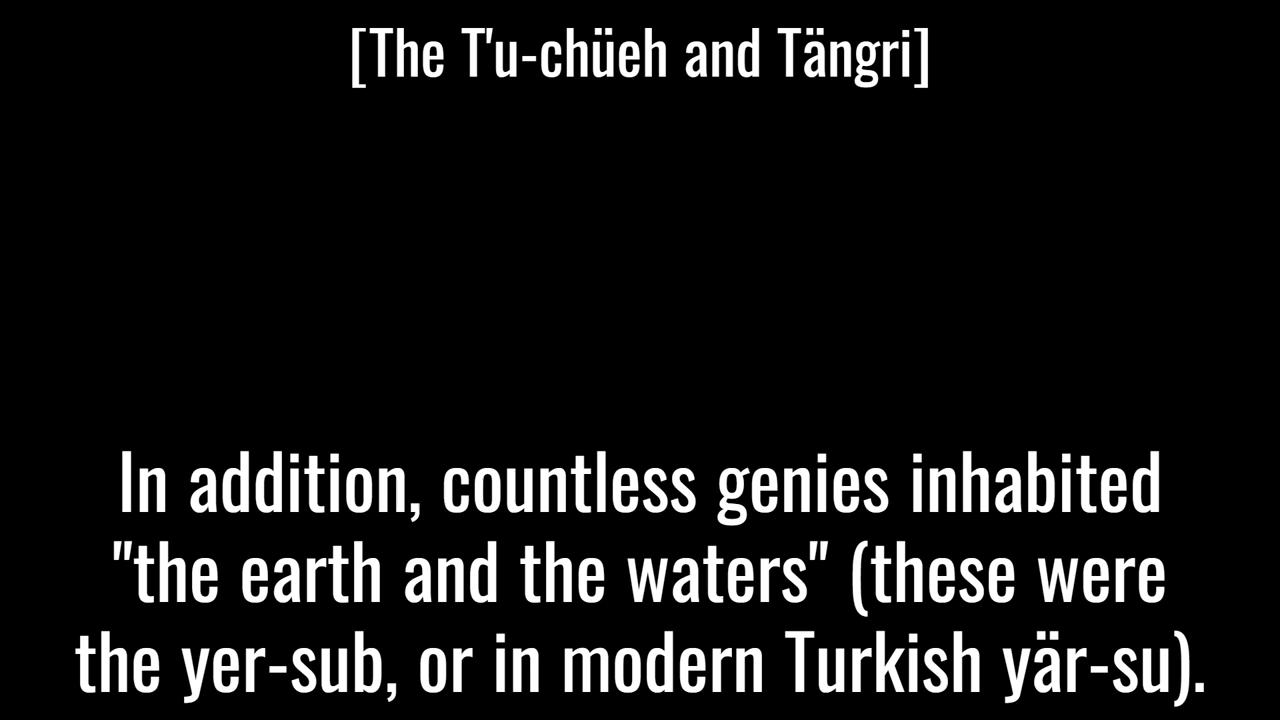 [The T'u-chüeh and Tängri]
In addition, countless genies inhabited
"the earth and the waters" (these were
the yer-sub, or in modern Turkish yär-su).